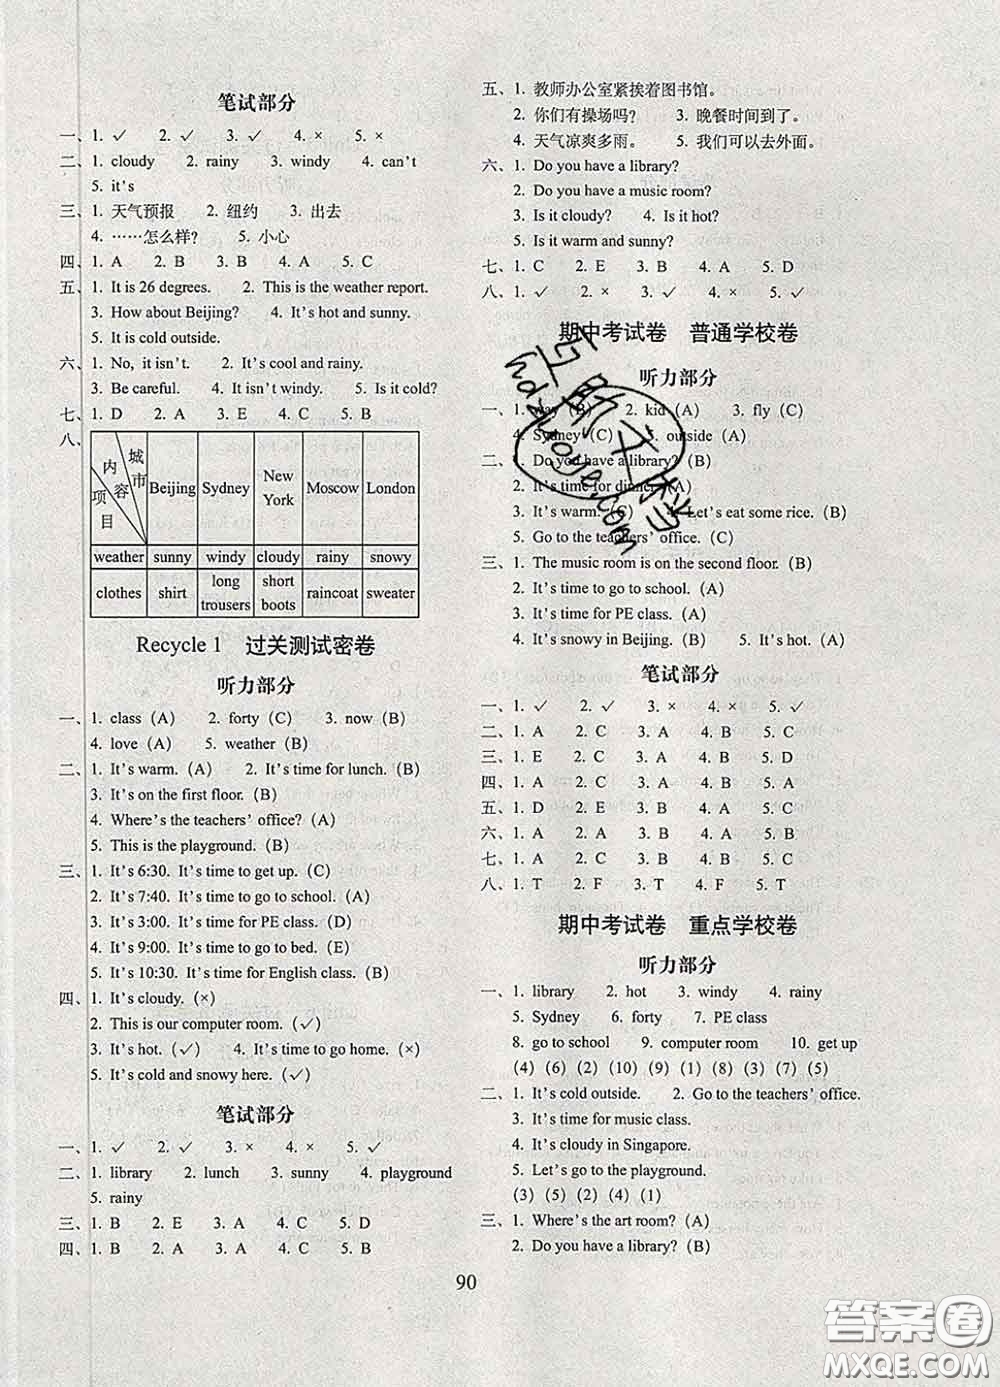 笔试部分
一、1. ✓ 2. ✓ 3. ✓ 4. × 5. ×
二、1. cloudy 2. rainy 3. windy 4. can't
5. it's
三、1. 天气预报 2. 纽约 3. 出去
4. ……怎么样? 5. 小心
四、1. A 2. B 3. B 4. A 5. C
五、1. It is 26 degrees. 2. This is the weather report.
3. How about Beijing? 4. It's hot and sunny.
5. It is cold outside.
六、1. No, it isn't. 2. It's cool and rainy.
3. Be careful. 4. It isn't windy. 5. Is it cold?
七、1. D 2. A 3. E 4. C 5. B
八、
内容 城市 项目 Beijing Sydney New York Moscow London
weather sunny windy cloudy rainy snowy
clothes shirt long trousers short boots raincoat sweater
Recycle 1 过关测试密卷
听力部分
一、1. class (A) 2. forty (C) 3. now (B)
4. love (A) 5. weather (B)
二、1. It's warm. (A) 2. It's time for lunch. (B)
3. It's on the first floor. (B)
4. Where's the teachers' office? (A)
5. This is the playground. (B)
三、1. It's 6:30. It's time to get up. (C)
2. It's 7:40. It's time to go to school. (A)
3. It's 3:00. It's time for PE class. (D)
4. It's 9:00. It's time to go to bed. (E)
5. It's 10:30. It's time for English class. (B)
四、1. It's cloudy. (×)
2. This is our computer room. (✓)
3. It's hot. (✓) 4. It's time to go home. (×)
5. It's cold and snowy here. (✓)
笔试部分
一、1. ✓ 2. ✓ 3. × 4. × 5. ✓
二、1. library 2. lunch 3. sunny 4. playground
5. rainy
三、1. B 2. E 3. A 4. C 5. D
四、1. B 2. A 3. A 4. A 5. B
五、1. 教师办公室紧挨着图书馆。
2. 你们有操场吗? 3. 晚餐时间到了。
4. 天气凉爽多雨。 5. 我们可以去外面。
六、1. Do you have a library?
2. Do you have a music room?
3. Is it cloudy? 4. Is it hot?
5. Is it warm and sunny?
七、1. C 2. E 3. B 4. A 5. D
八、1. ✓ 2. × 3. ✓ 4. × 5. ✓
期中考试卷 普通学校卷
听力部分
一、1. way (B) 2. kid (A) 3. fly (C)
4. Sydney (C) 5. outside (A)
二、1. Do you have a library? (B)
2. It's time for dinner. (A)
3. It's warm. (C) 4. Let's eat some rice. (B)
5. Go to the teachers' office. (C)
三、1. The music room is on the second floor. (B)
2. It's time to go to school. (A)
3. It's time for PE class. (A)
4. It's snowy in Beijing. (B) 5. It's hot. (A)
笔试部分
一、1. ✓ 2. ✓ 3. × 4. × 5. ✓
二、1. A 2. C 3. A 4. B 5. C
三、1. E 2. C 3. A 4. B 5. D
四、1. A 2. C 3. A 4. B 5. A
五、1. D 2. E 3. B 4. C 5. A
六、1. A 2. A 3. B 4. B 5. A
七、1. A 2. C 3. B 4. A 5. C
八、1. T 2. F 3. T 4. F 5. T
期中考试卷 重点学校卷
听力部分
一、1. library 2. hot 3. windy 4. rainy
5. Sydney 6. forty 7. PE class
8. go to school 9. computer room 10. get up
(4) (6) (2) (10) (9) (1) (8) (3) (7) (5)
二、1. It's cold outside. 2. Go to the teachers' office.
3. It's time for music class.
4. It's cloudy in Singapore.
5. Let's go to the playground.
(3) (5) (2) (4) (1)
三、1. Where's the art room? (A)
2. Do you have a library? (B)
90
答案圈
MXQE.COM